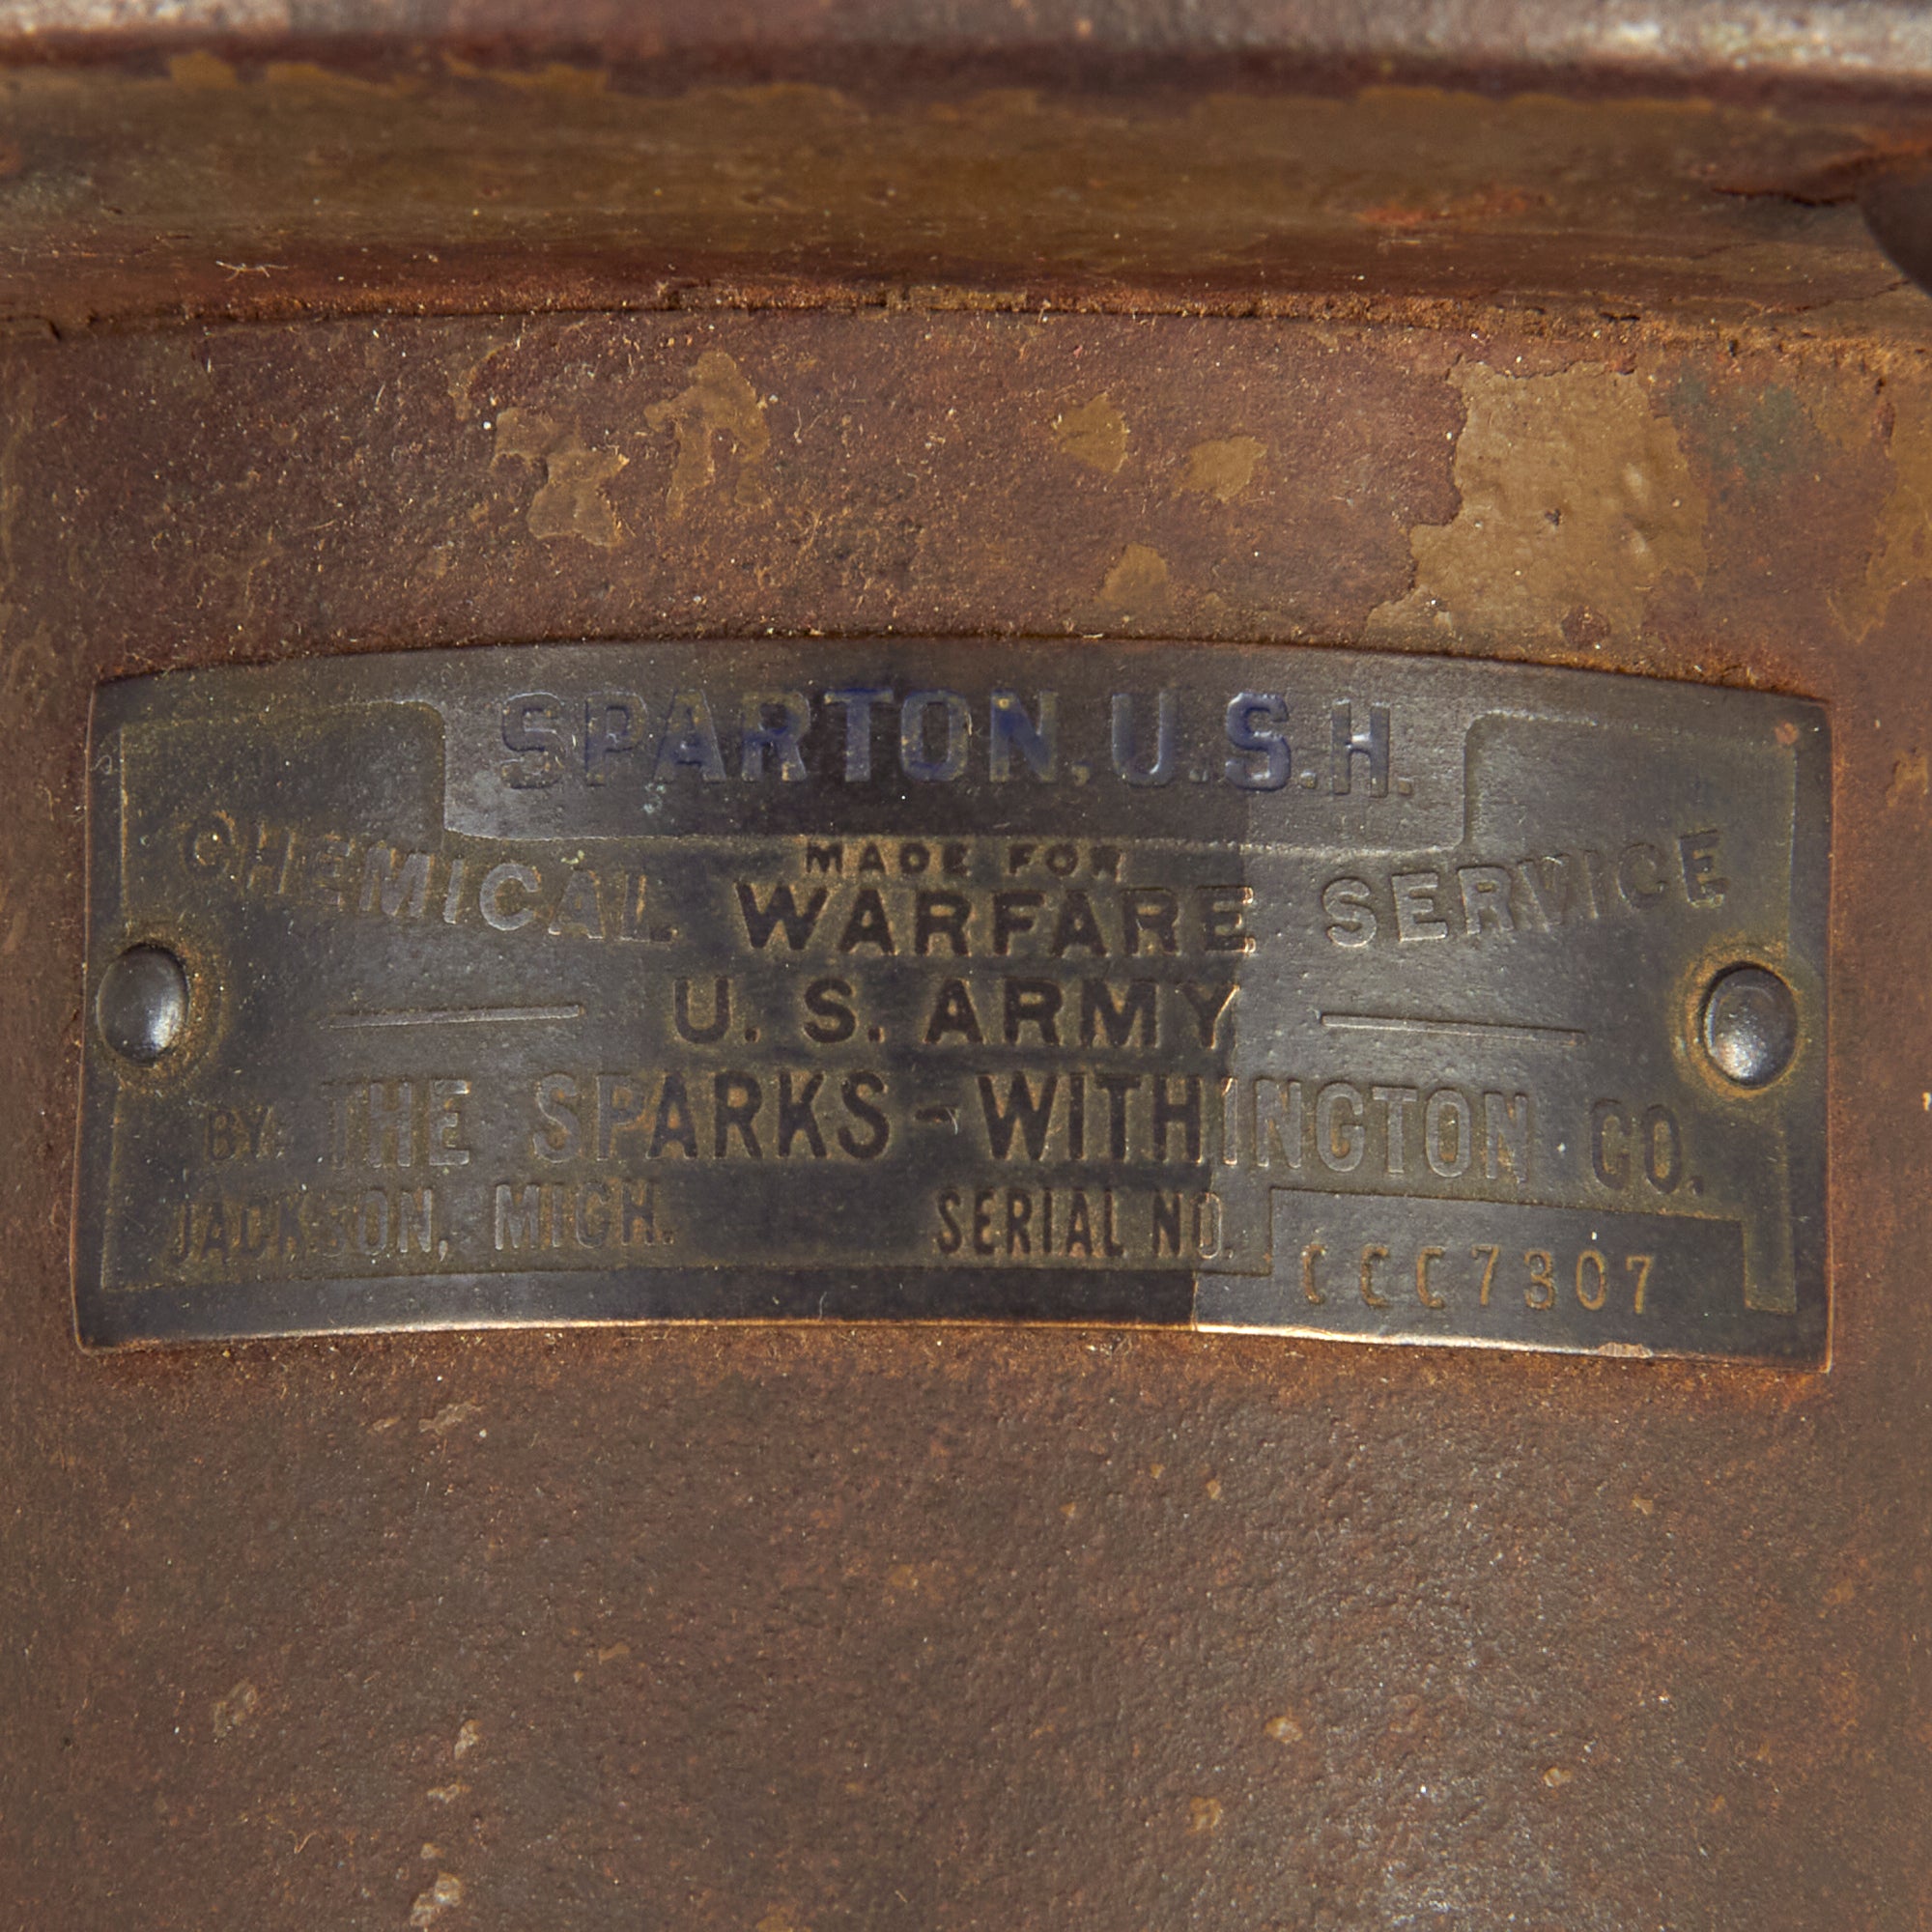 SPARTON, U.S.H.
MADE FOR
CHEMICAL WARFARE SERVICE
U. S. ARMY
BY THE SPARKS-WITHINGTON CO.
JACKSON, MICH. SERIAL NO. CCC7307